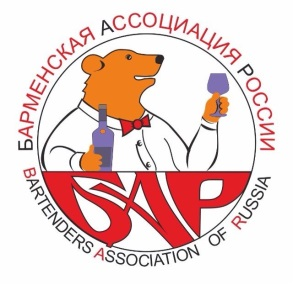 БАРМЕНСКАЯ АССОЦИАЦИЯ РОССИИ
БАР
BARTENDERS ASSOCIATION OF RUSSIA